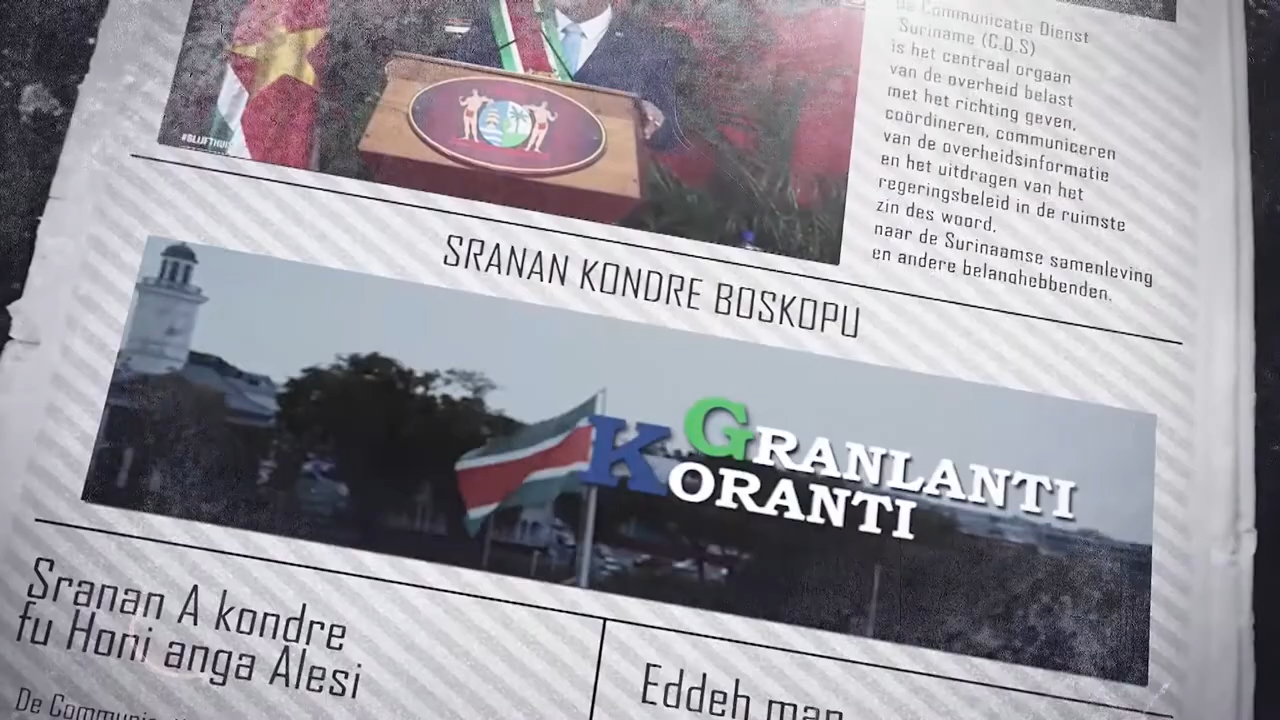 De Communicatie Dienst
Suriname (C.D.S)
is het centraal orgaan
van de overheid belast
met het richting geven,
coördineren, communiceren
van de overheidsinformatie
en het uitdragen van het
regeringsbeleid in de ruimste
zin des woord.
naar de Surinaamse samenleving
en andere belanghebbenden.
SRANAN KONDRE BOSKOPU
GRANLANTI
KORANTI
Sranan A kondre
fu Honi anga Alesi
De
Eddeh man